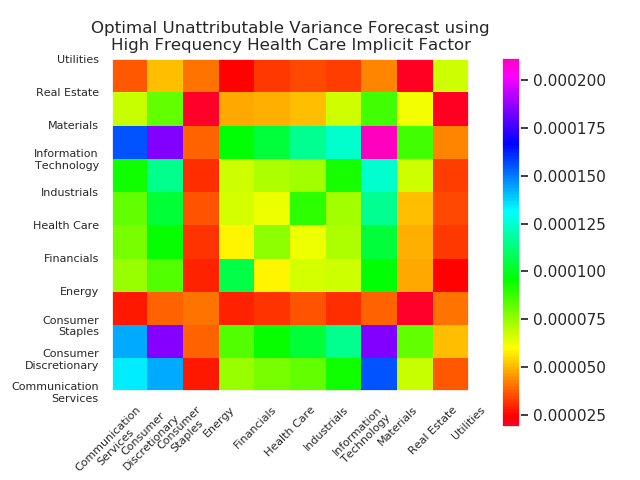 Optimal Unattributable Variance Forecast using
High Frequency Health Care Implicit Factor
Utilities
Real Estate
Materials
Information
Technology
Industrials
Health Care
Financials
Energy
Consumer
Staples
Consumer
Discretionary
Communication
Services
Communication
Services
Consumer
Discretionary
Consumer
Staples
Energy
Financials
Health Care
Industrials
Information
Technology
Materials
Real Estate
Utilities
0.000200
0.000175
0.000150
0.000125
0.000100
0.000075
0.000050
0.000025